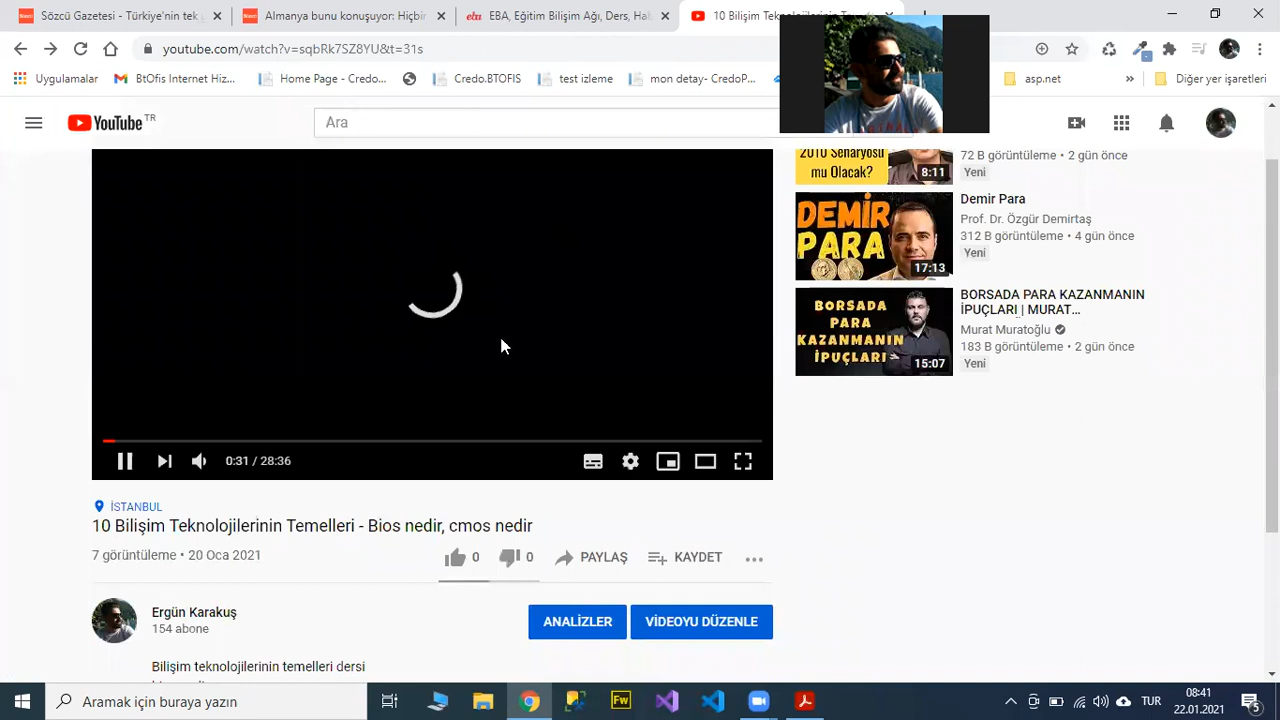 Sözcü Gazetesi - Türkiye
Almanya bunu konuşuyor! Hiçbi
EBA, Eğitim Bilişim Ağı, Ders, Ha
10 Bilişim Teknolojilerinin Temelle
youtube.com/watch?v=sqbRk7SZ8YU&t=31s
Uygulamalar
BtOfis Internet Hiz...
Home Page - Credo...
Credo.BTOFIS
test izleme
mon detay- CredoP...
asp.net
»
Diğer yer işaretleri
YouTube TR
Ara
2010 Senaryosu
mu Olacak?
8:11
72 B görüntüleme • 2 gün önce
Yeni
DEMİR
PARA
17:13
Demir Para
Prof. Dr. Özgür Demirtaş
312 B görüntüleme • 4 gün önce
Yeni
BORSADA
PARA
KAZANMANIN
İPUÇLARI
15:07
BORSADA PARA KAZANMANIN
İPUÇLARI | MURAT...
Murat Muratoğlu
183 B görüntüleme • 2 gün önce
Yeni
0:31 / 28:36
İSTANBUL
10 Bilişim Teknolojilerinin Temelleri - Bios nedir, cmos nedir
7 görüntüleme • 20 Oca 2021
0
0
PAYLAŞ
KAYDET
Ergün Karakuş
154 abone
ANALİZLER
VİDEOYU DÜZENLE
Bilişim teknolojilerinin temelleri dersi
Aramak için buraya yazın
Fw
TUR
08:41
22.01.2021
5